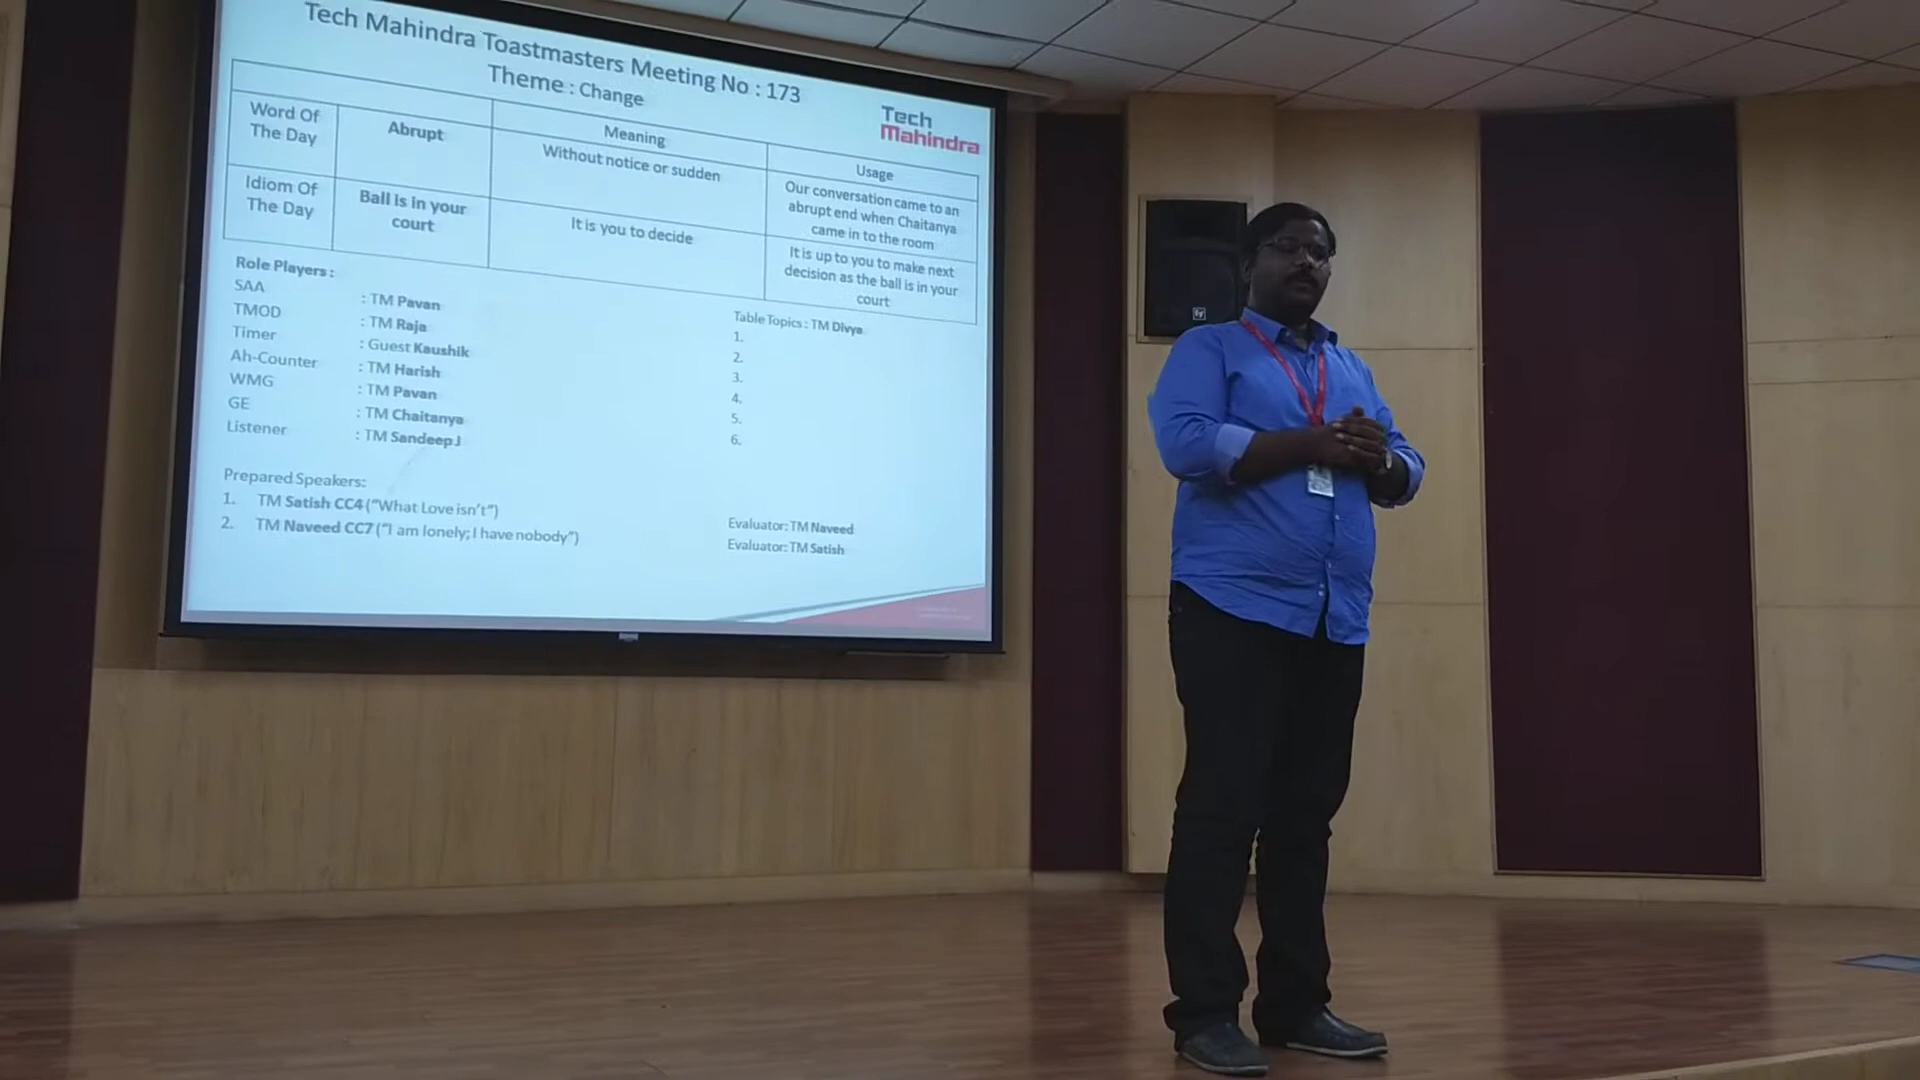 Tech Mahindra Toastmasters Meeting No : 173
Theme : Change
Tech
Mahindra
Meaning
Usage
Word Of
The Day
Abrupt
Without notice or sudden
Our conversation came to an
abrupt end when Chaitanya
came in to the room
Idiom Of
The Day
Ball is in your
court
It is you to decide
It is up to you to make next
decision as the ball is in your
court
Role Players :
SAA : TM Pavan
TMOD : TM Raja
Timer : Guest Kaushik
Ah-Counter : TM Harish
WMG : TM Pavan
GE : TM Chaitanya
Listener : TM Sandeep J
Table Topics : TM Divya
1.
2.
3.
4.
5.
6.
Prepared Speakers:
1. TM Satish CC4 ("What Love isn't")
2. TM Naveed CC7 ("I am lonely; I have nobody")
Evaluator: TM Naveed
Evaluator: TM Satish